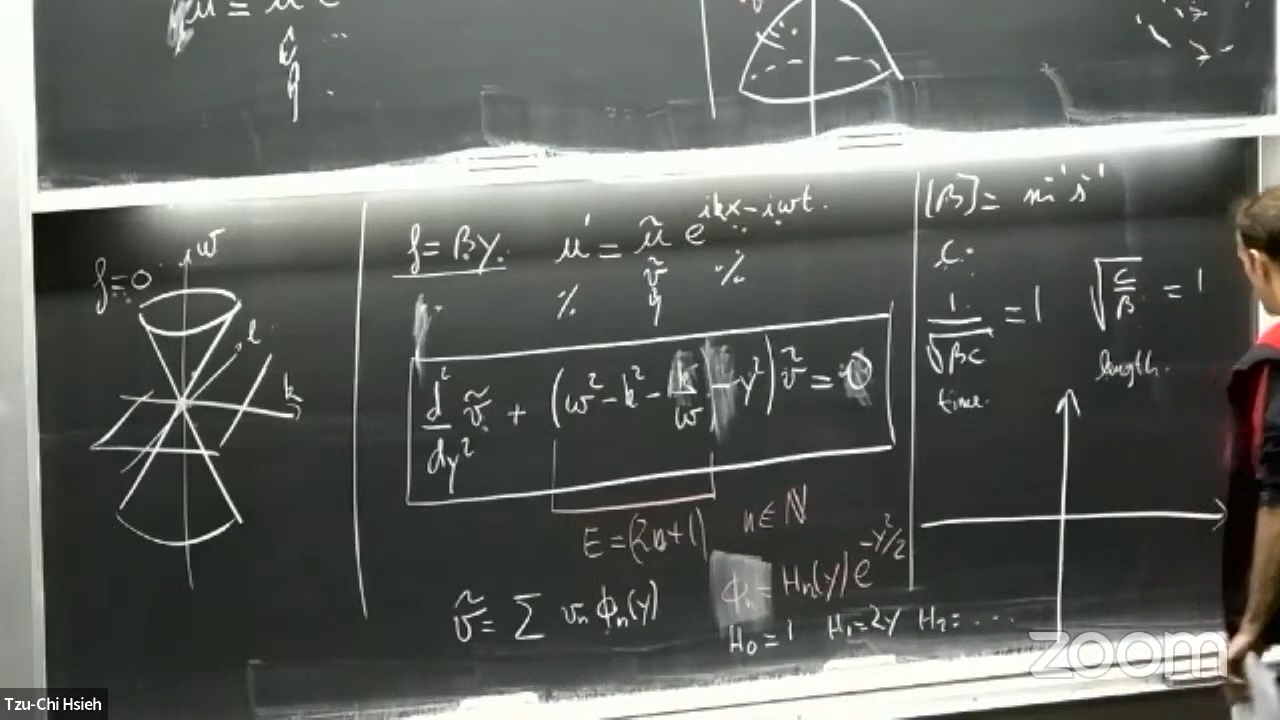 f=0
ω
l
k
f=βy. u' = ũ e^{ikx-iωt}.
ṽ
η
d²/dy² ṽ + (ω² - k² - k/ω - y²) ṽ = 0
E=(2n+1) n∈ℕ
ṽ = Σ vₙ ϕₙ(y)
ϕₙ = Hₙ(y) e^{-y²/2}
H₀=1 H₁=2y H₂=...
[β] = m⁻¹s⁻¹
c.
1/√(βc) = 1 √(c/β) = 1
time. length.
zoom
Tzu-Chi Hsieh